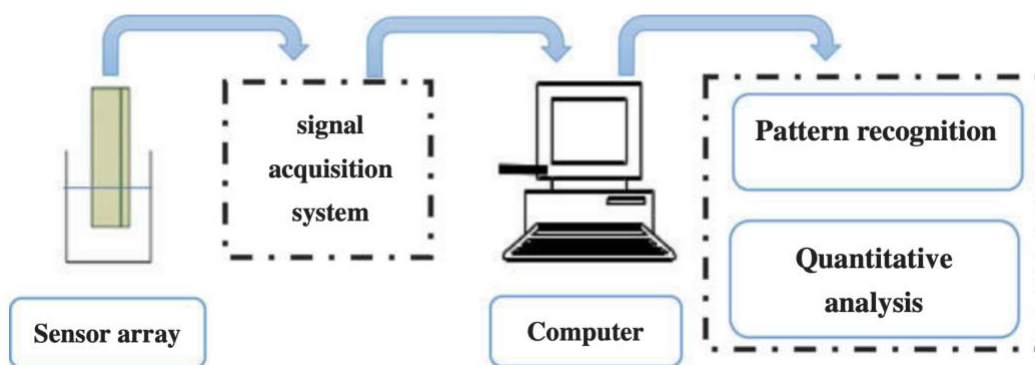 signal
acquisition
system
Sensor array
Computer
Pattern recognition
Quantitative
analysis